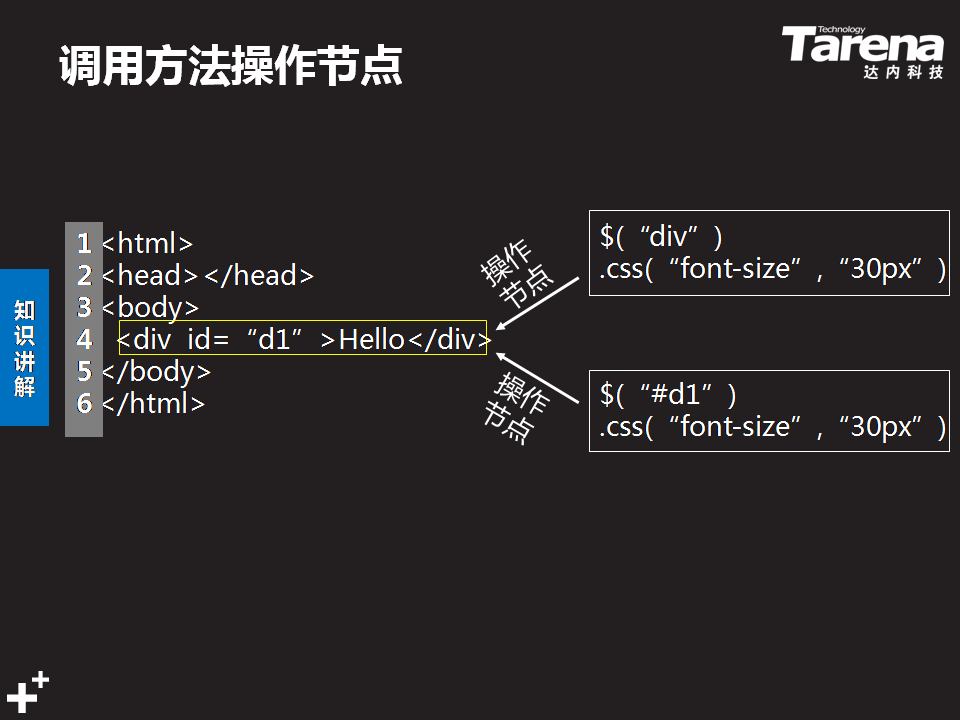 调用方法操作节点
Technology
Tarena
达内科技
知识讲解
1 <html>
2 <head></head>
3 <body>
4 <div id=“d1”>Hello</div>
5 </body>
6 </html>
操作
节点
$(“div”)
.css(“font-size”,“30px”)
操作
节点
$(“#d1”)
.css(“font-size”,“30px”)